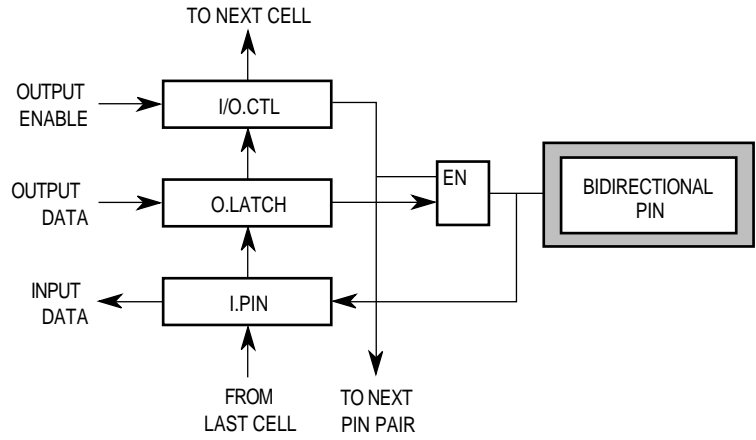 TO NEXT CELL
OUTPUT
ENABLE
I/O.CTL
OUTPUT
DATA
O.LATCH
EN
BIDIRECTIONAL
PIN
INPUT
DATA
I.PIN
FROM
LAST CELL
TO NEXT
PIN PAIR